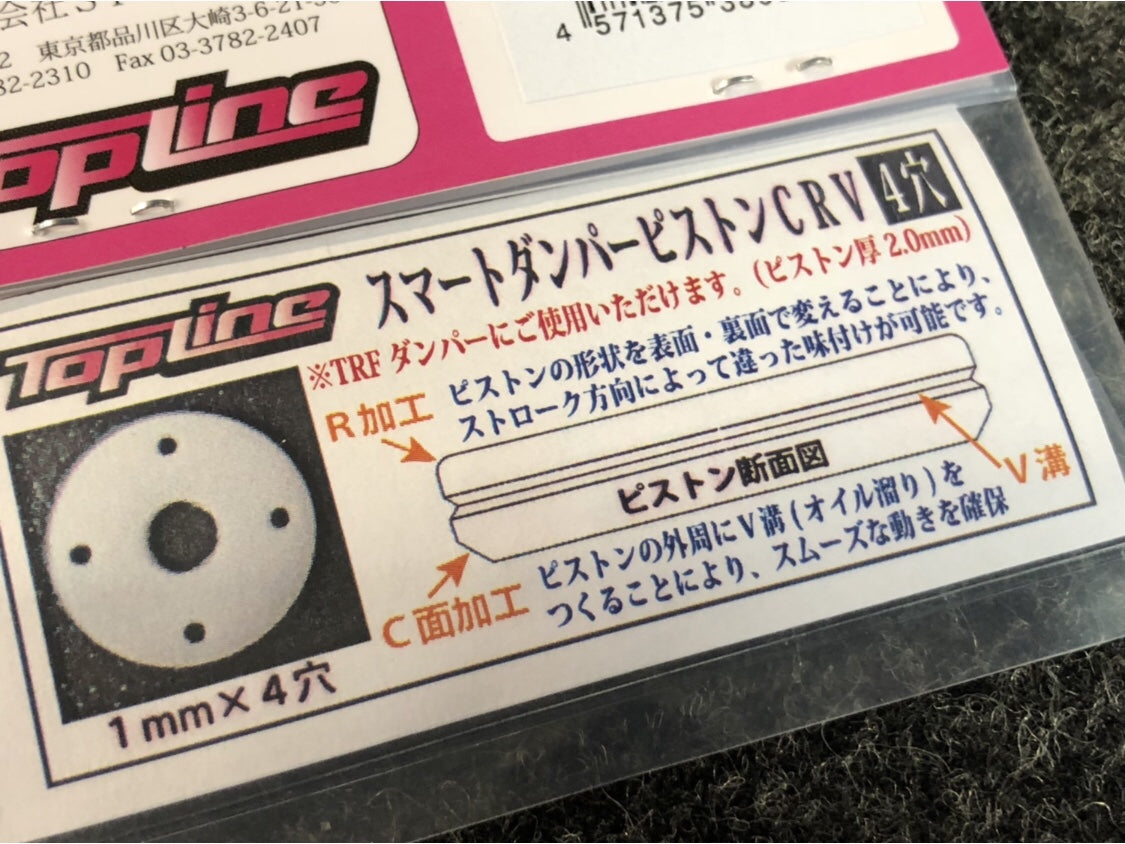 会社
東京都品川区大崎3-6-21-
82-2310 Fax 03-3782-2407
4 571375
TopLine
スマートダンパーピストンCRV 4穴
※TRFダンパーにご使用いただけます。(ピストン厚2.0mm)
TopLine
ピストンの形状を表面・裏面で変えることにより、
ストローク方向によって違った味付けが可能です。
R加工
V溝
ピストン断面図
C面加工
ピストンの外周にV溝(オイル溜り)を
つくることにより、スムーズな動きを確保
1mm×4穴